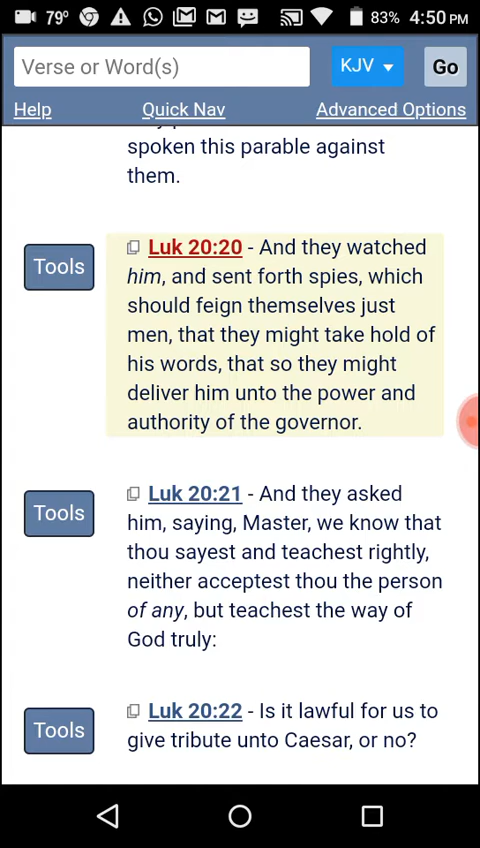 79° 83% 4:50 PM
Verse or Word(s) KJV Go
Help Quick Nav Advanced Options
spoken this parable against
them.
Tools
Luk 20:20 - And they watched
him, and sent forth spies, which
should feign themselves just
men, that they might take hold of
his words, that so they might
deliver him unto the power and
authority of the governor.
Tools
Luk 20:21 - And they asked
him, saying, Master, we know that
thou sayest and teachest rightly,
neither acceptest thou the person
of any, but teachest the way of
God truly:
Tools
Luk 20:22 - Is it lawful for us to
give tribute unto Caesar, or no?